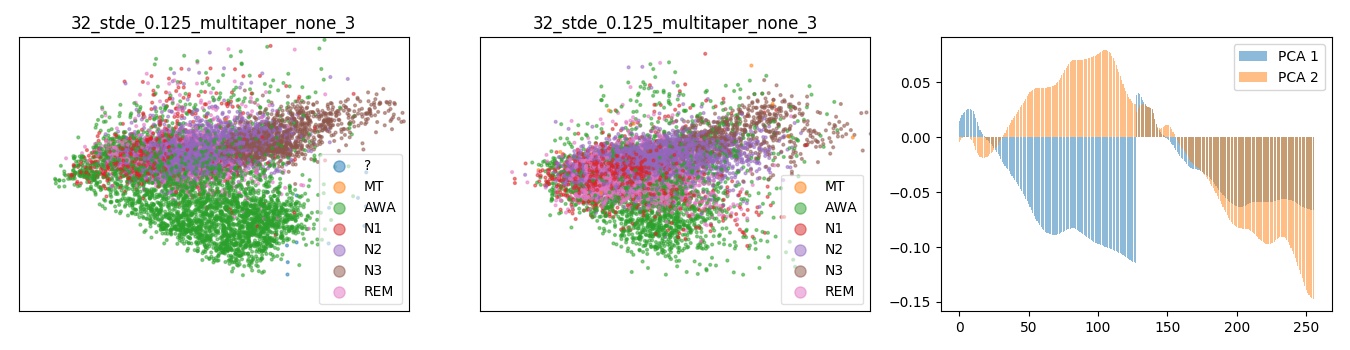 32_stde_0.125_multitaper_none_3
?
MT
AWA
N1
N2
N3
REM
32_stde_0.125_multitaper_none_3
MT
AWA
N1
N2
N3
REM
PCA 1
PCA 2
0.05
0.00
−0.05
−0.10
−0.15
0
50
100
150
200
250